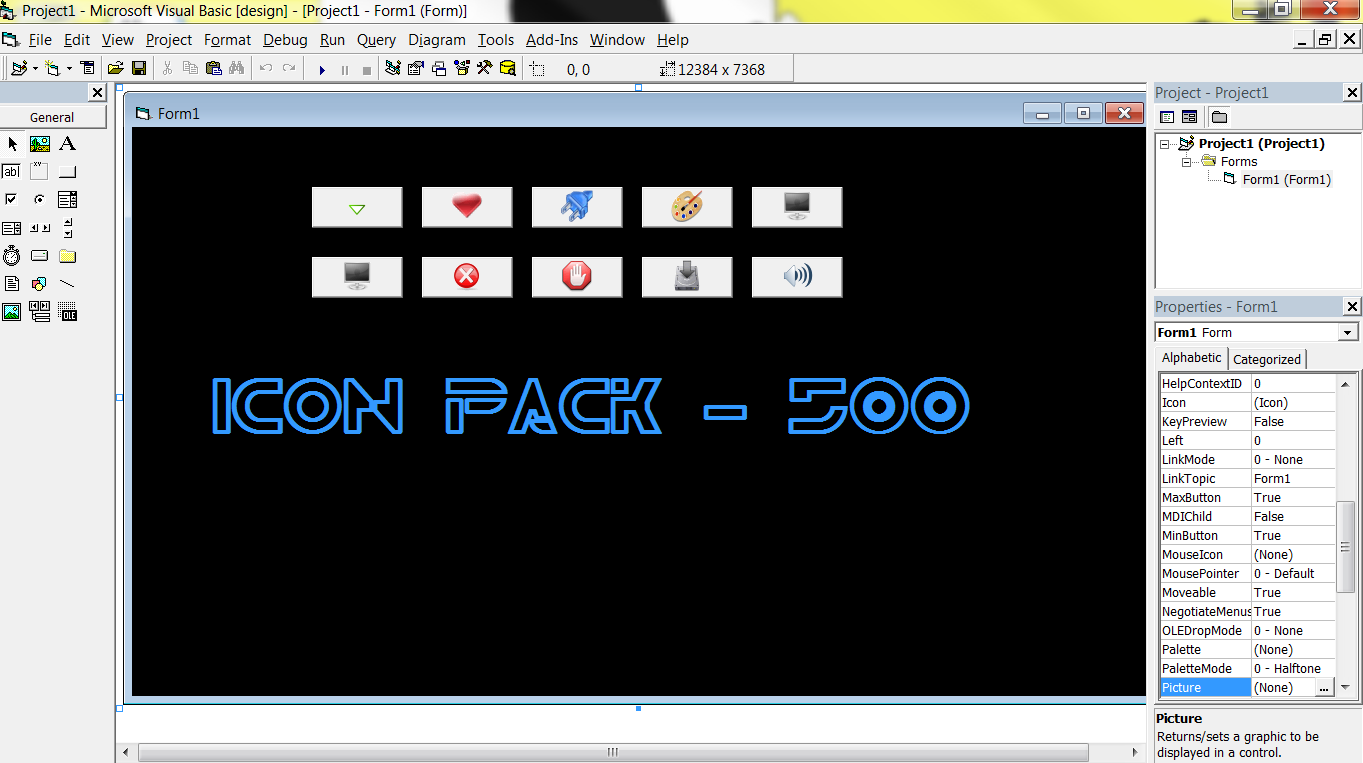 Project1 - Microsoft Visual Basic [design] - [Project1 - Form1 (Form)]
File Edit View Project Format Debug Run Query Diagram Tools Add-Ins Window Help
0, 0 12384 x 7368
General
A
ab|
xy
OLE
Form1
ICON PACK - 500
Project - Project1
Project1 (Project1)
Forms
Form1 (Form1)
Properties - Form1
Form1 Form
Alphabetic Categorized
HelpContextID 0
Icon (Icon)
KeyPreview False
Left 0
LinkMode 0 - None
LinkTopic Form1
MaxButton True
MDIChild False
MinButton True
MouseIcon (None)
MousePointer 0 - Default
Moveable True
NegotiateMenus True
OLEDropMode 0 - None
Palette (None)
PaletteMode 0 - Halftone
Picture (None) ...
Picture
Returns/sets a graphic to be
displayed in a control.